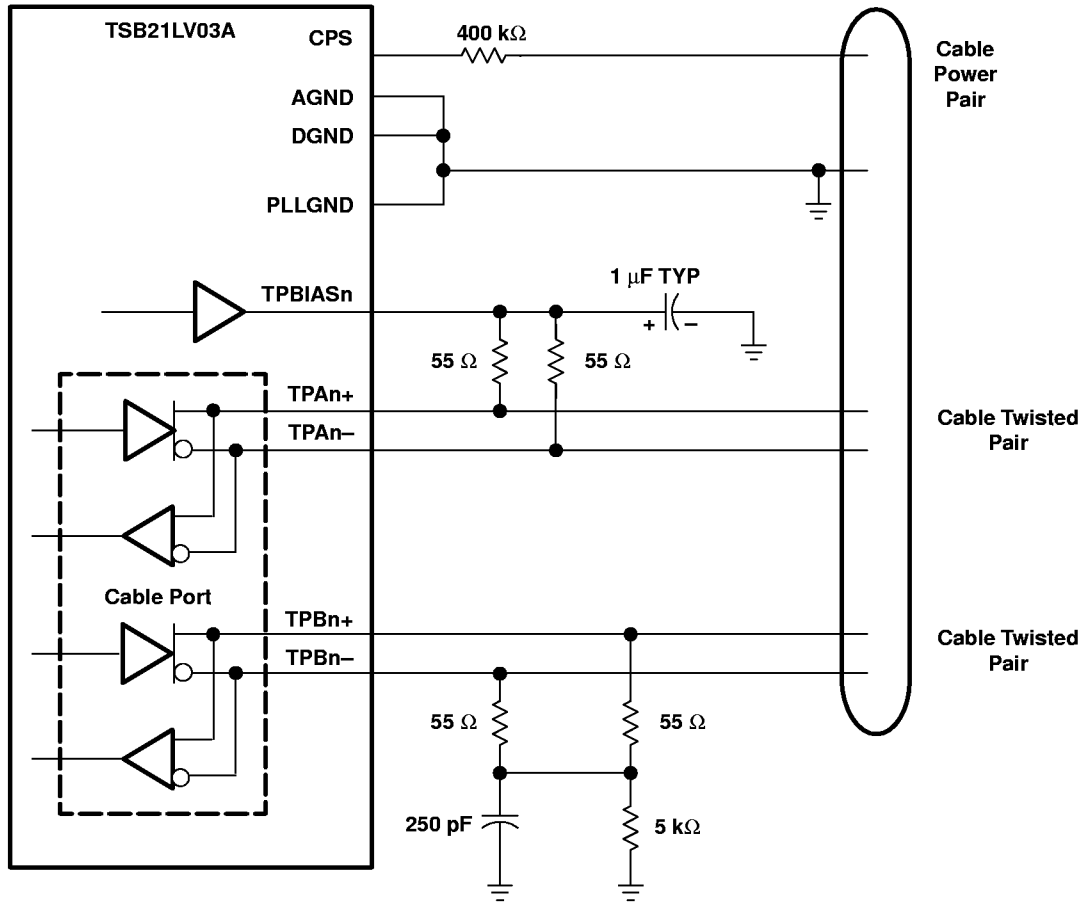 TSB21LV03A
CPS
400 kΩ
Cable
Power
Pair
AGND
DGND
PLLGND
TPBIASn
1 μF TYP
+
–
55 Ω
55 Ω
TPAn+
TPAn–
Cable Twisted
Pair
Cable Port
TPBn+
TPBn–
Cable Twisted
Pair
55 Ω
55 Ω
250 pF
5 kΩ